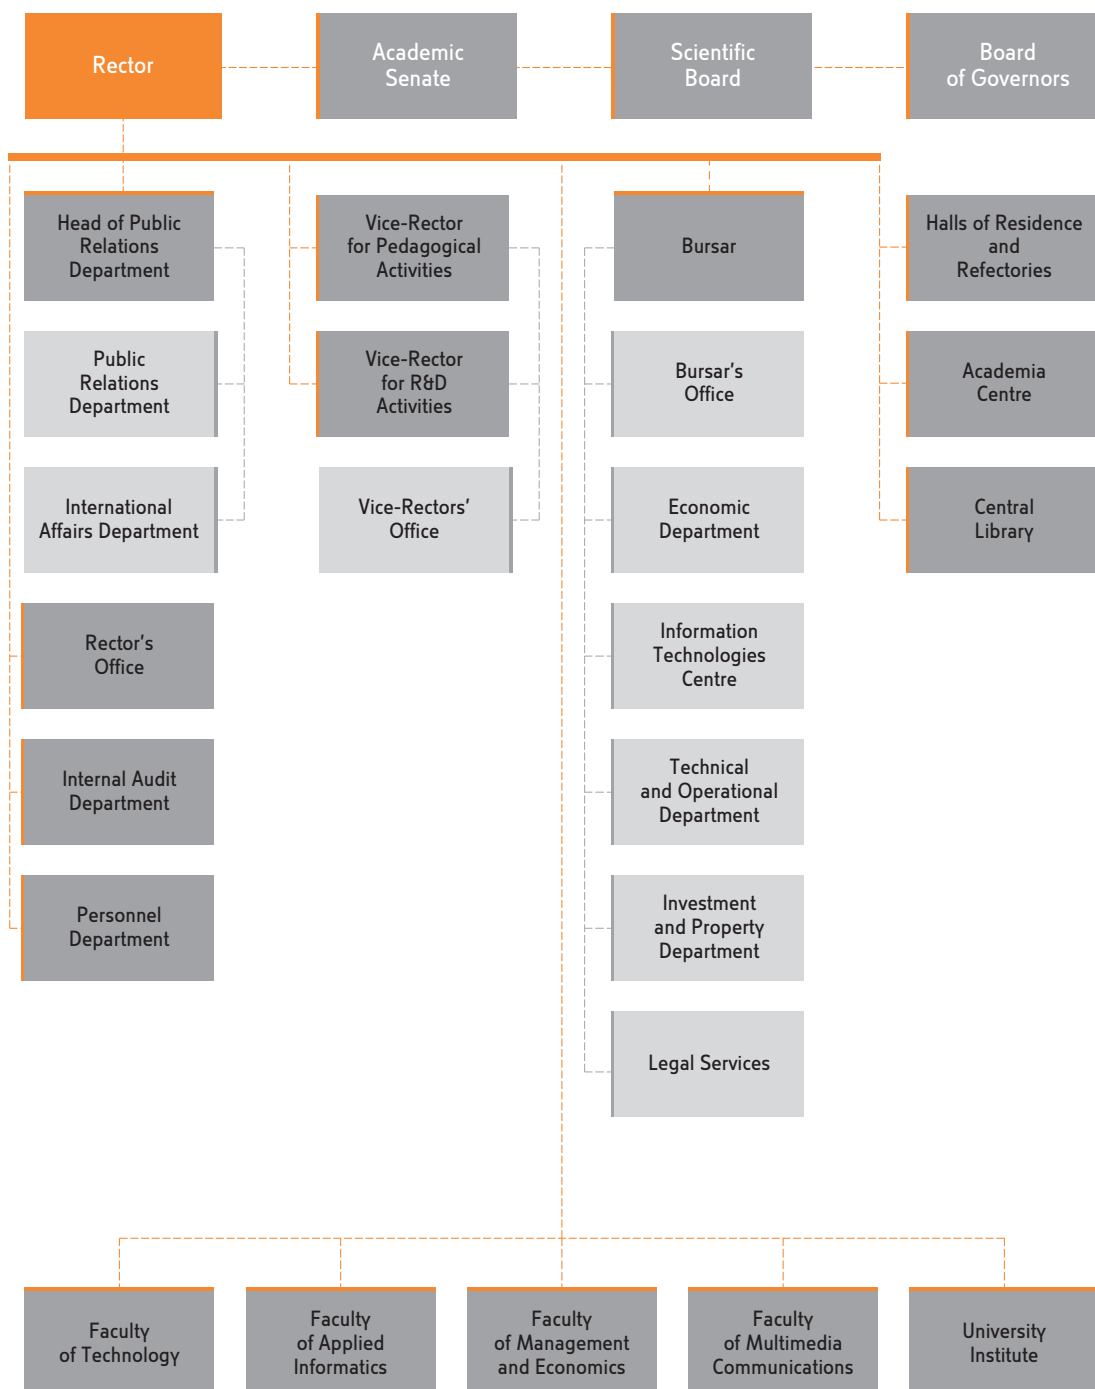 Rector
Academic
Senate
Scientific
Board
Board
of Governors
Head of Public
Relations
Department
Vice-Rector
for Pedagogical
Activities
Bursar
Halls of Residence
and
Refectories
Public
Relations
Department
Vice-Rector
for R&D
Activities
Bursar's
Office
Academia
Centre
International
Affairs Department
Vice-Rectors'
Office
Economic
Department
Central
Library
Rector's
Office
Information
Technologies
Centre
Internal Audit
Department
Technical
and Operational
Department
Personnel
Department
Investment
and Property
Department
Legal Services
Faculty
of Technology
Faculty
of Applied
Informatics
Faculty
of Management
and Economics
Faculty
of Multimedia
Communications
University
Institute